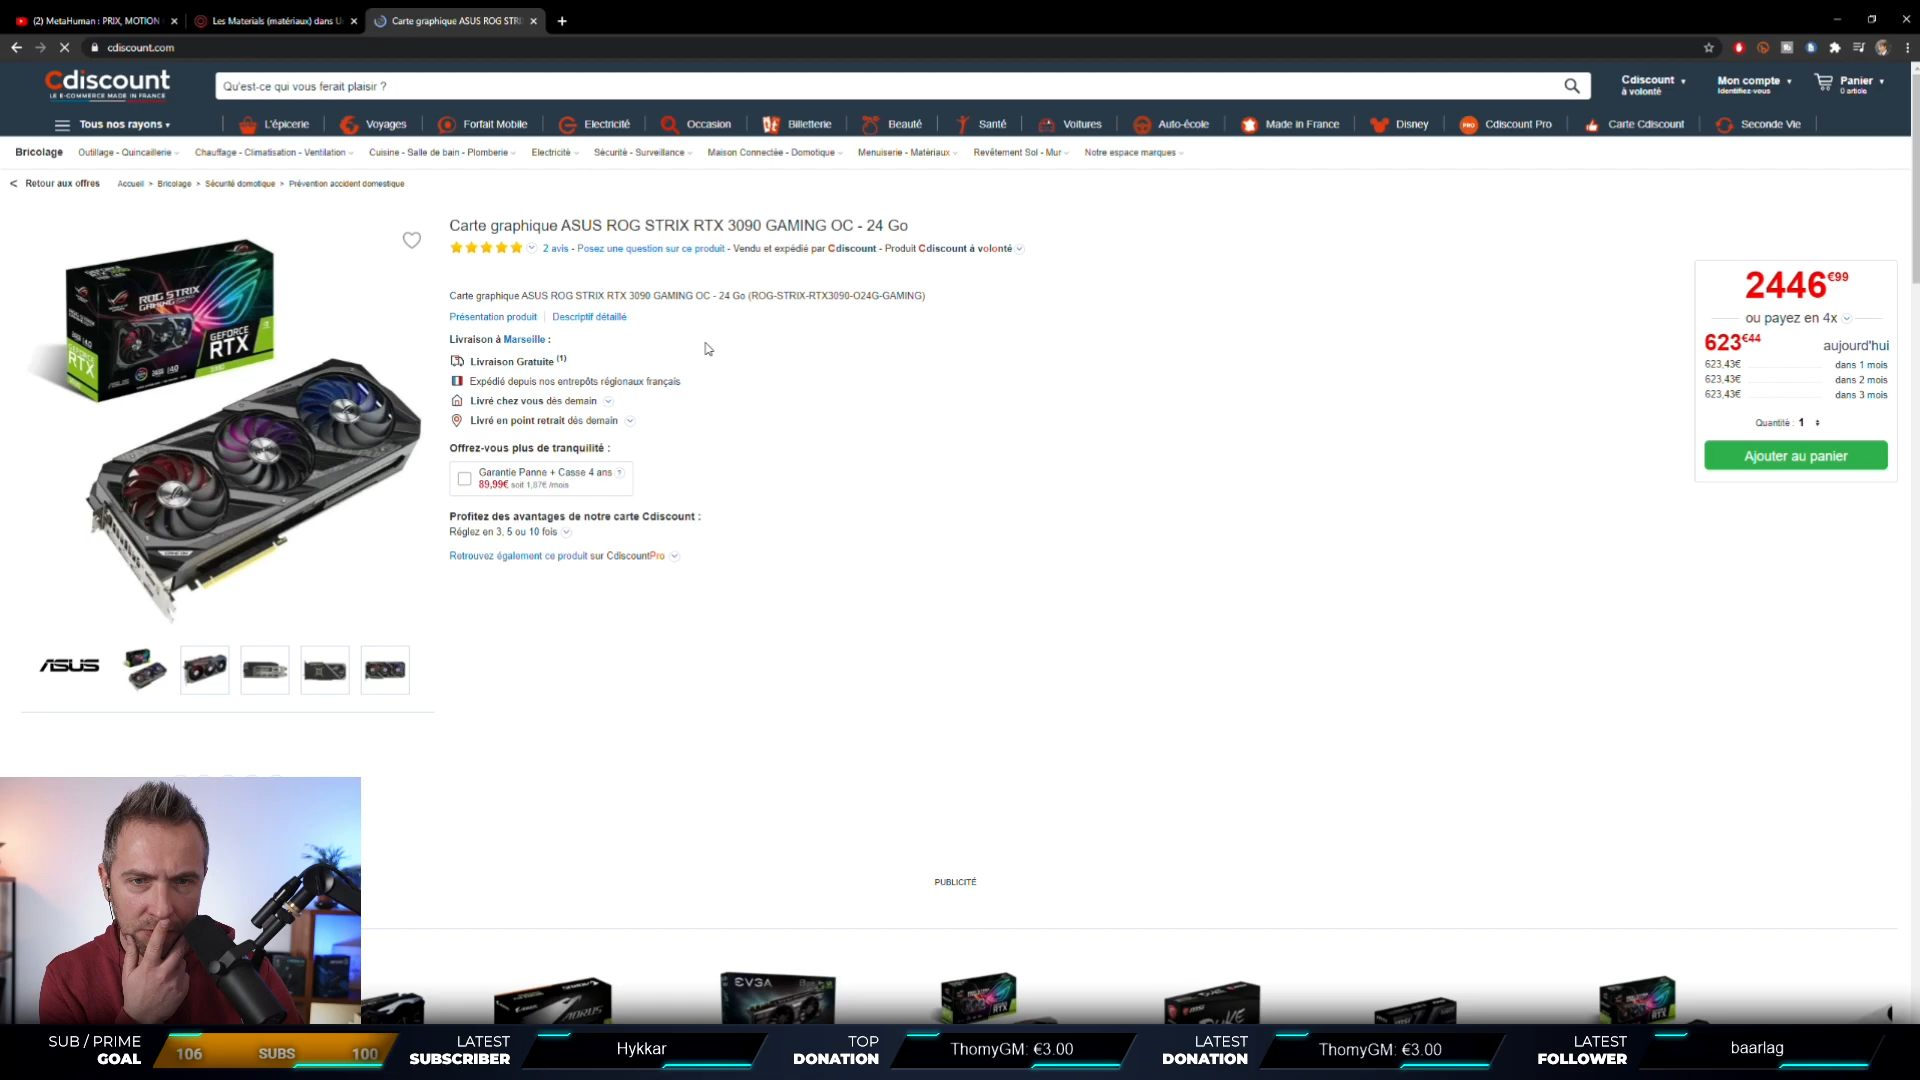 (2) MetaHuman : PRIX, MOTION
Les Materials (matériaux) dans U
Carte graphique ASUS ROG STRI
cdiscount.com
Cdiscount
LE E-COMMERCE MADE IN FRANCE
Qu'est-ce qui vous ferait plaisir ?
Cdiscount
à volonté
Mon compte
Identifiez-vous
Panier
0 article
Tous nos rayons
L'épicerie
Voyages
Forfait Mobile
Electricité
Occasion
Billetterie
Beauté
Santé
Voitures
Auto-école
Made in France
Disney
PRO
Cdiscount Pro
Carte Cdiscount
Seconde Vie
Bricolage
Outillage - Quincaillerie
Chauffage - Climatisation - Ventilation
Cuisine - Salle de bain - Plomberie
Electricité
Sécurité - Surveillance
Maison Connectée - Domotique
Menuiserie - Matériaux
Revêtement Sol - Mur
Notre espace marques
< Retour aux offres
Accueil > Bricolage > Sécurité domotique > Prévention accident domestique
Carte graphique ASUS ROG STRIX RTX 3090 GAMING OC - 24 Go
2 avis - Posez une question sur ce produit - Vendu et expédié par Cdiscount - Produit Cdiscount à volonté
Carte graphique ASUS ROG STRIX RTX 3090 GAMING OC - 24 Go (ROG-STRIX-RTX3090-O24G-GAMING)
Présentation produit
Descriptif détaillé
Livraison à Marseille :
Livraison Gratuite (1)
Expédié depuis nos entrepôts régionaux français
Livré chez vous dès demain
Livré en point retrait dès demain
Offrez-vous plus de tranquilité :
Garantie Panne + Casse 4 ans ?
89,99€ soit 1,87€ /mois
Profitez des avantages de notre carte Cdiscount :
Réglez en 3, 5 ou 10 fois
Retrouvez également ce produit sur CdiscountPro
2446€99
ou payez en 4x
623€44 aujourd'hui
623,43€ dans 1 mois
623,43€ dans 2 mois
623,43€ dans 3 mois
Quantité : 1
Ajouter au panier
ROG STRIX
GAMING
GEFORCE
RTX
RTX
ASUS
PUBLICITÉ
AORUS
EVGA
RTX
DUKE
SUB / PRIME
GOAL
106 SUBS 100
LATEST
SUBSCRIBER
Hykkar
TOP
DONATION
ThomyGM: €3.00
LATEST
DONATION
ThomyGM: €3.00
LATEST
FOLLOWER
baarlag